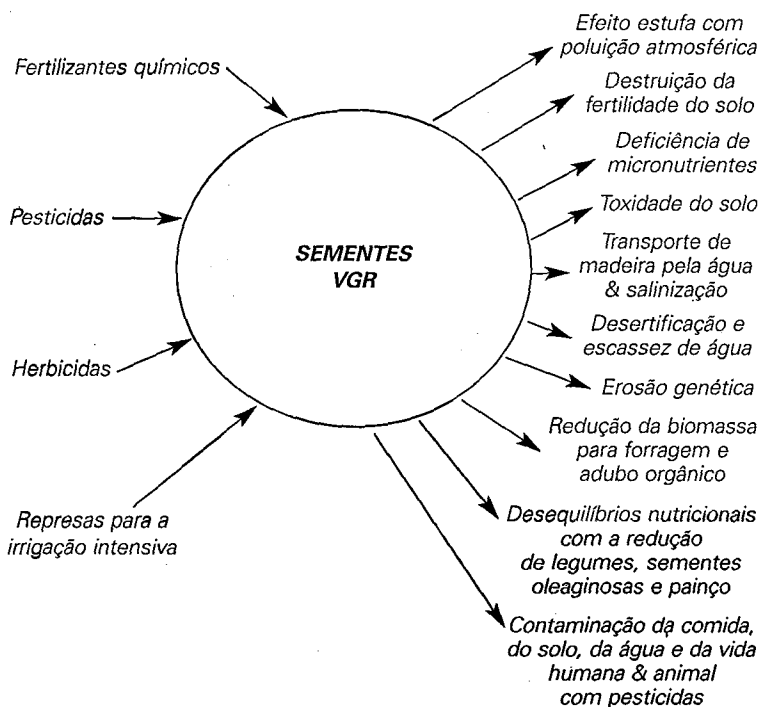 Fertilizantes químicos
Pesticidas
Herbicidas
Represas para a
irrigação intensiva
SEMENTES
VGR
Efeito estufa com
poluição atmosférica
Destruição da
fertilidade do solo
Deficiência de
micronutrientes
Toxidade do solo
Transporte de
madeira pela água
& salinização
Desertificação e
escassez de água
Erosão genética
Redução da biomassa
para forragem e
adubo orgânico
Desequilíbrios nutricionais
com a redução
de legumes, sementes
oleaginosas e painço
Contaminação da comida,
do solo, da água e da vida
humana & animal
com pesticidas